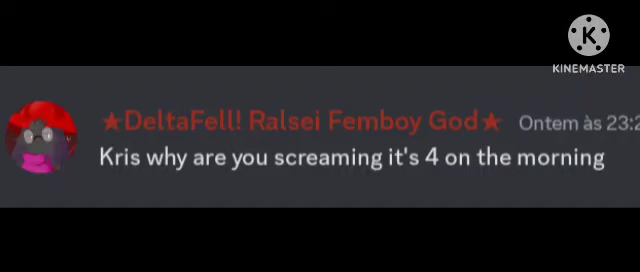 K
KINEMASTER
★DeltaFell! Ralsei Femboy God★ Ontem às 23:2
Kris why are you screaming it's 4 on the morning